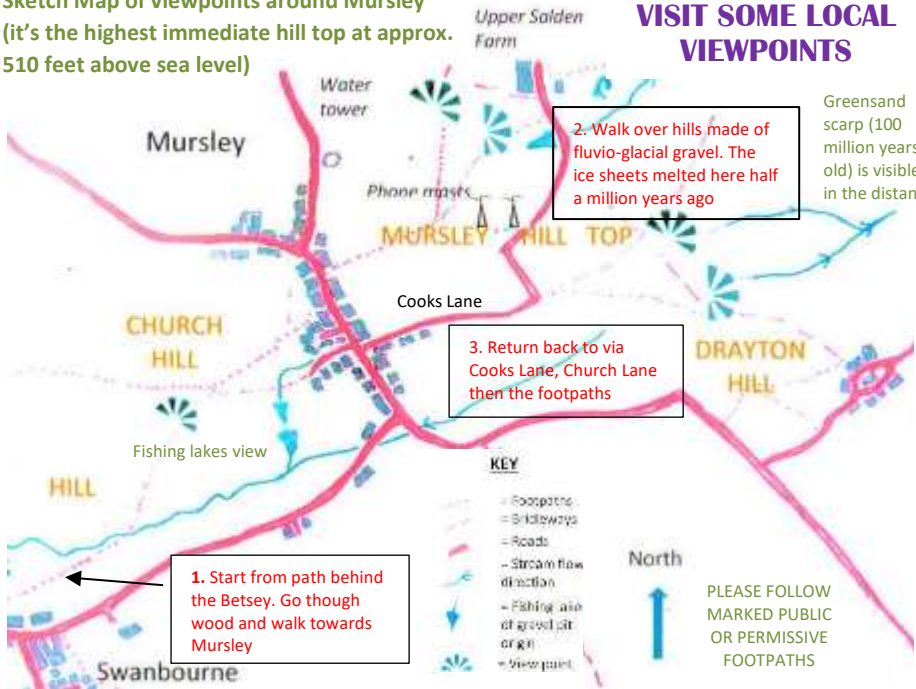 Sketch Map of viewpoints around Mursley
(it's the highest immediate hill top at approx.
510 feet above sea level)
VISIT SOME LOCAL
VIEWPOINTS
Upper Salden
Farm
Water
tower
Mursley
Greensand
scarp (100
million years
old) is visible
in the
2. Walk over hills made of
fluvio-glacial gravel. The
ice sheets melted here half
a million years ago
Phone masts
MURSLEY HILL TOP
Cooks Lane
CHURCH
HILL
3. Return back to via
Cooks Lane, Church Lane
then the footpaths
DRAYTON
HILL
Fishing lakes view
HILL
KEY
= Footpaths
= Bridleways
= Roads
= Stream flow
direction
= Fishing
of gravel pit
origin
= View point
North
PLEASE FOLLOW
MARKED PUBLIC
OR PERMISSIVE
FOOTPATHS
1. Start from path behind
the Betsey. Go though
wood and walk towards
Mursley
Swanbourne